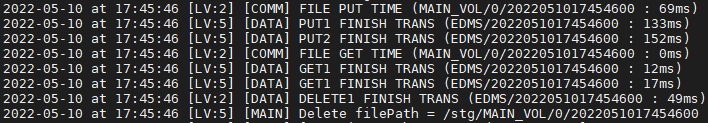 2022-05-10 at 17:45:46 [LV:2] [COMM] FILE PUT TIME (MAIN_VOL/0/2022051017454600 : 69ms)
2022-05-10 at 17:45:46 [LV:5] [DATA] PUT1 FINISH TRANS (EDMS/2022051017454600 : 133ms)
2022-05-10 at 17:45:46 [LV:5] [DATA] PUT2 FINISH TRANS (EDMS/2022051017454600 : 152ms)
2022-05-10 at 17:45:46 [LV:2] [COMM] FILE GET TIME (MAIN_VOL/0/2022051017454600 : 0ms)
2022-05-10 at 17:45:46 [LV:5] [DATA] GET1 FINISH TRANS (EDMS/2022051017454600 : 12ms)
2022-05-10 at 17:45:46 [LV:5] [DATA] GET1 FINISH TRANS (EDMS/2022051017454600 : 17ms)
2022-05-10 at 17:45:46 [LV:2] [DATA] DELETE1 FINISH TRANS (EDMS/2022051017454600 : 49ms)
2022-05-10 at 17:45:46 [LV:5] [MAIN] Delete filePath = /stg/MAIN_VOL/0/2022051017454600